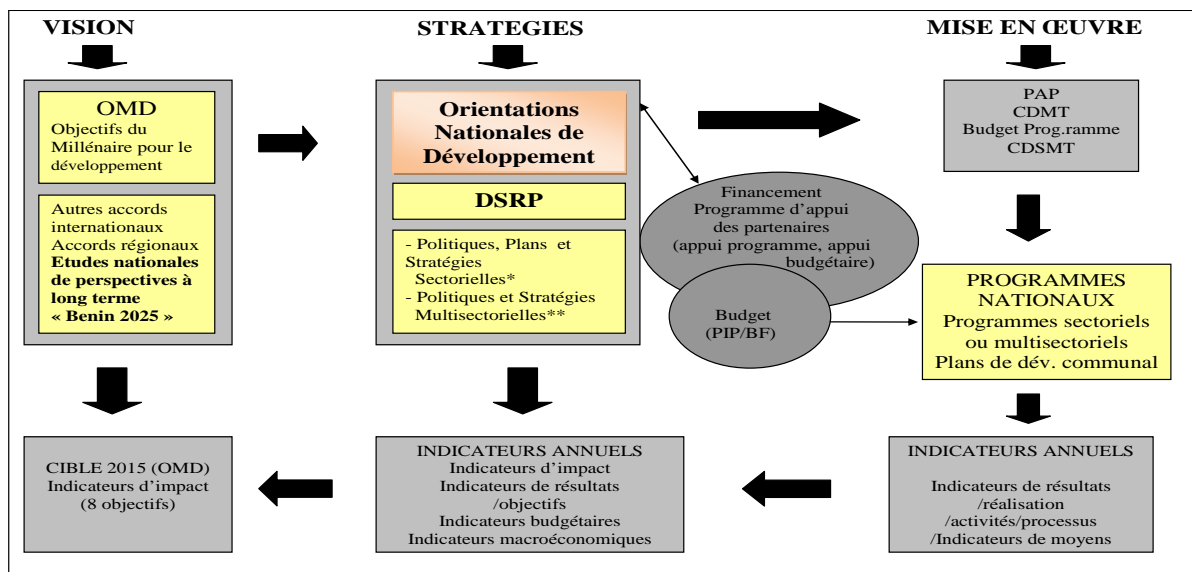 VISION
STRATEGIES
MISE EN ŒUVRE
OMD
Objectifs du
Millénaire pour le
développement
Autres accords
internationaux
Accords régionaux
Etudes nationales
de perspectives à
long terme
« Benin 2025 »
Orientations
Nationales de
Développement
DSRP
- Politiques, Plans et
Stratégies
Sectorielles*
- Politiques et Stratégies
Multisectorielles**
Financement
Programme d’appui
des partenaires
(appui programme, appui
budgétaire)
Budget
(PIP/BF)
PAP
CDMT
Budget Prog.ramme
CDSMT
PROGRAMMES
NATIONAUX
Programmes sectoriels
ou multisectoriels
Plans de dév. communal
CIBLE 2015 (OMD)
Indicateurs d’impact
(8 objectifs)
INDICATEURS ANNUELS
Indicateurs d’impact
Indicateurs de résultats
/objectifs
Indicateurs budgétaires
Indicateurs macroéconomiques
INDICATEURS ANNUELS
Indicateurs de résultats
/réalisation
/activités/processus
/Indicateurs de moyens